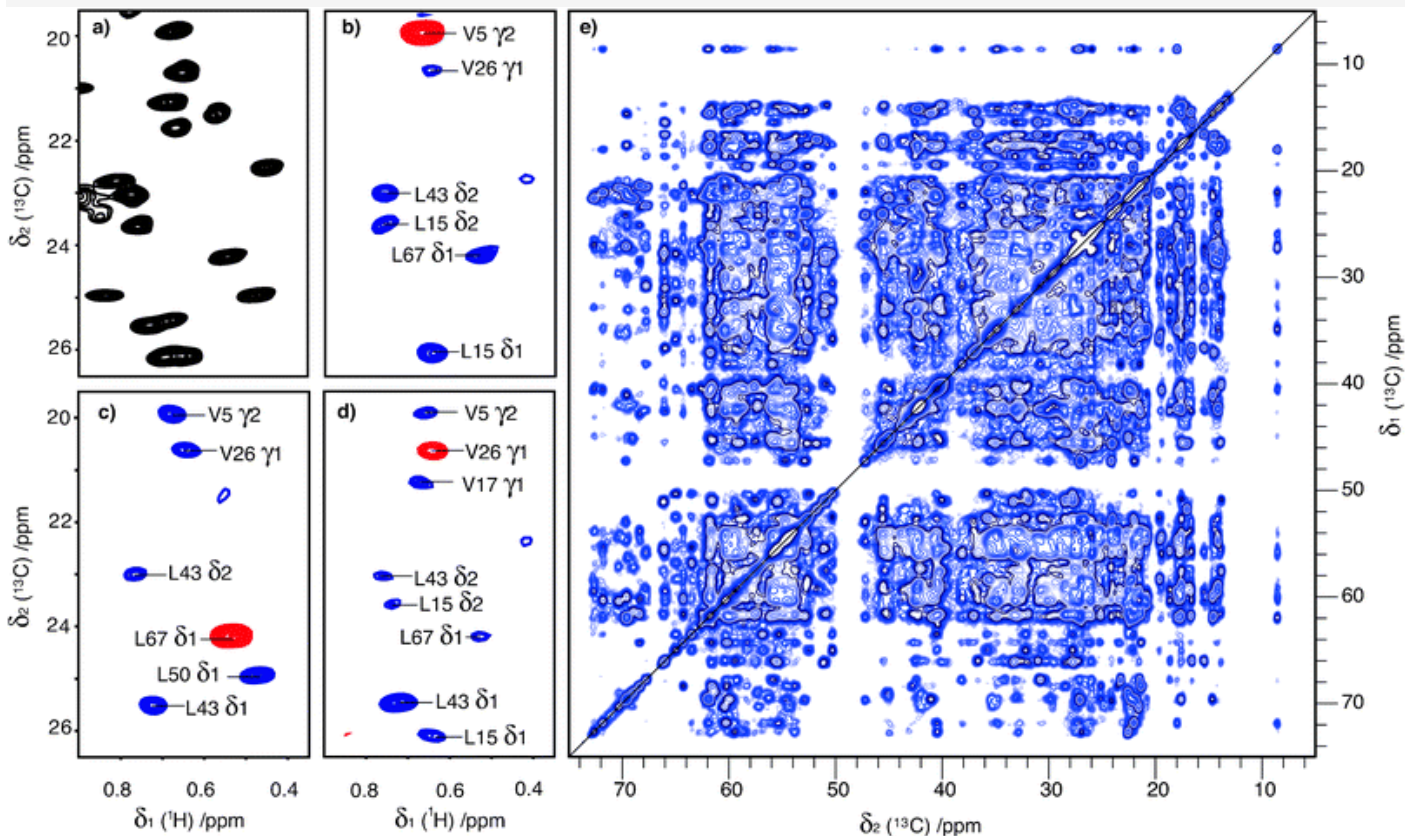 a)
20
22
24
26
δ₂ (¹³C) /ppm
b)
V5 γ2
V26 γ1
L43 δ2
L15 δ2
L67 δ1
L15 δ1
c)
20
22
24
26
δ₂ (¹³C) /ppm
V5 γ2
V26 γ1
L43 δ2
L67 δ1
L50 δ1
L43 δ1
0.8 0.6 0.4
δ₁ (¹H) /ppm
d)
V5 γ2
V26 γ1
V17 γ1
L43 δ2
L15 δ2
L67 δ1
L43 δ1
L15 δ1
0.8 0.6 0.4
δ₁ (¹H) /ppm
e)
10
20
30
40
50
60
70
δ₁ (¹³C) /ppm
70 60 50 40 30 20 10
δ₂ (¹³C) /ppm